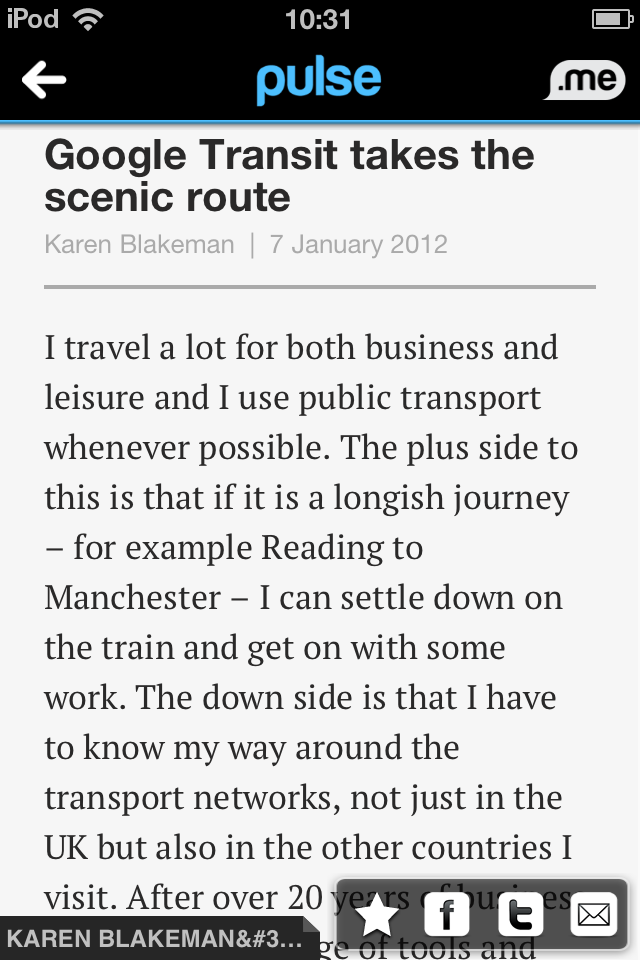 iPod 10:31
pulse .me
Google Transit takes the
scenic route
Karen Blakeman | 7 January 2012
I travel a lot for both business and
leisure and I use public transport
whenever possible. The plus side to
this is that if it is a longish journey
– for example Reading to
Manchester – I can settle down on
the train and get on with some
work. The down side is that I have
to know my way around the
transport networks, not just in the
UK but also in the other countries I
visit. After over 20 years of business
KAREN BLAKEMAN&#3... of tools and